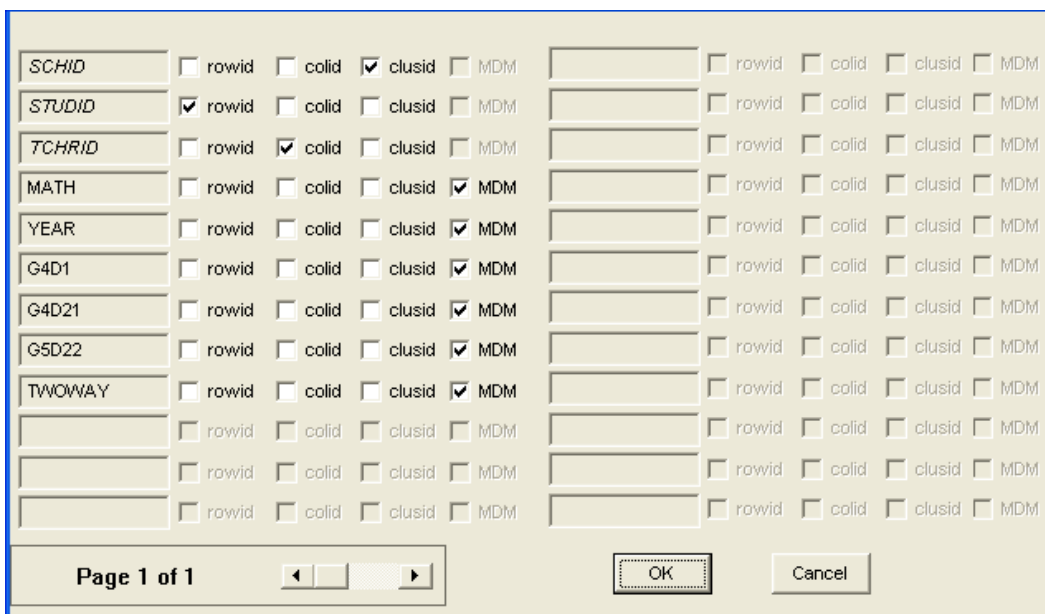 SCHID rowid colid clusid MDM rowid colid clusid MDM
STUDID rowid colid clusid MDM rowid colid clusid MDM
TCHRID rowid colid clusid MDM rowid colid clusid MDM
MATH rowid colid clusid MDM rowid colid clusid MDM
YEAR rowid colid clusid MDM rowid colid clusid MDM
G4D1 rowid colid clusid MDM rowid colid clusid MDM
G4D21 rowid colid clusid MDM rowid colid clusid MDM
G5D22 rowid colid clusid MDM rowid colid clusid MDM
TWOWAY rowid colid clusid MDM rowid colid clusid MDM
rowid colid clusid MDM rowid colid clusid MDM
rowid colid clusid MDM rowid colid clusid MDM
rowid colid clusid MDM rowid colid clusid MDM
Page 1 of 1 OK Cancel